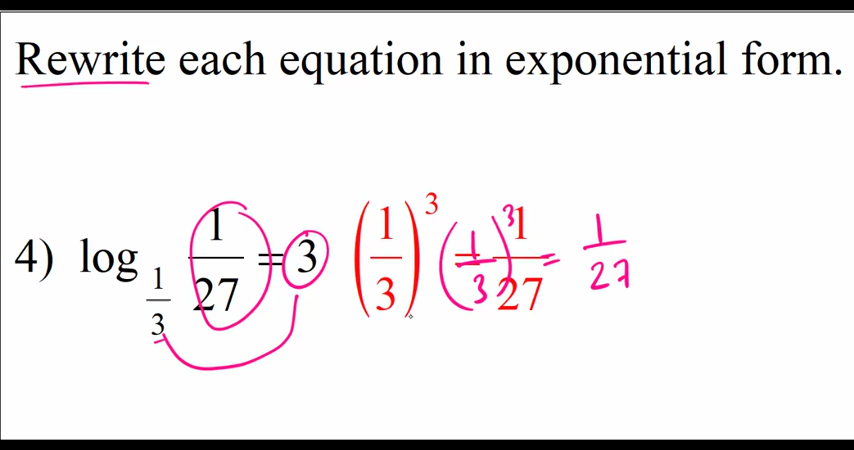 Rewrite each equation in exponential form.
4) log_{1/3} 1/27 = 3 (1/3)^3 = 1/27 (1/3)^3 = 1/27